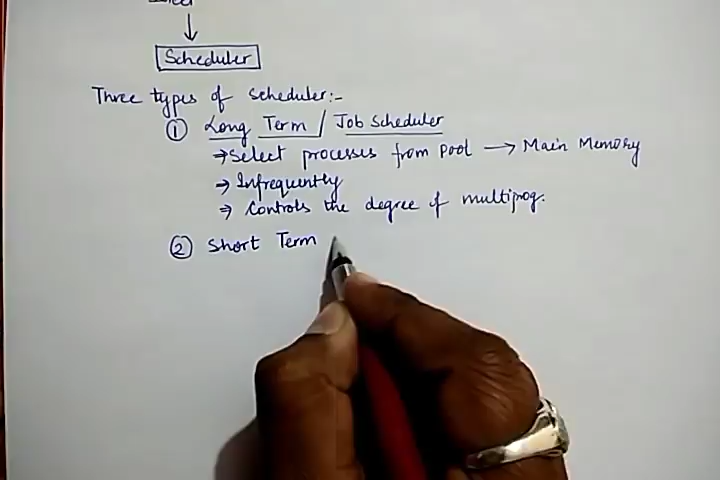 Scheduler
Three types of scheduler:-
① Long Term / Job Scheduler
→ Select processes from pool → Main Memory
→ Infrequently
⇒ Controls the degree of multiprog.
② Short Term